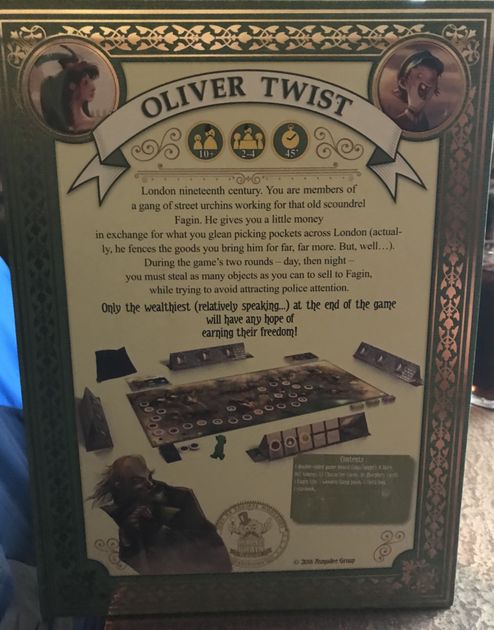 OLIVER TWIST
10+
2-4
45'
London nineteenth century. You are members of
a gang of street urchins working for that old scoundrel
Fagin. He gives you a little money
in exchange for what you glean picking pockets across London (actual-
ly, he fences the goods you bring him for far, far more. But, well…).
During the game's two rounds – day, then night –
you must steal as many objects as you can to sell to Fagin,
while trying to avoid attracting police attention.
Only the wealthiest (relatively speaking...) at the end of the game
will have any hope of
earning their freedom!
Contents :
© 2016 Purple Group